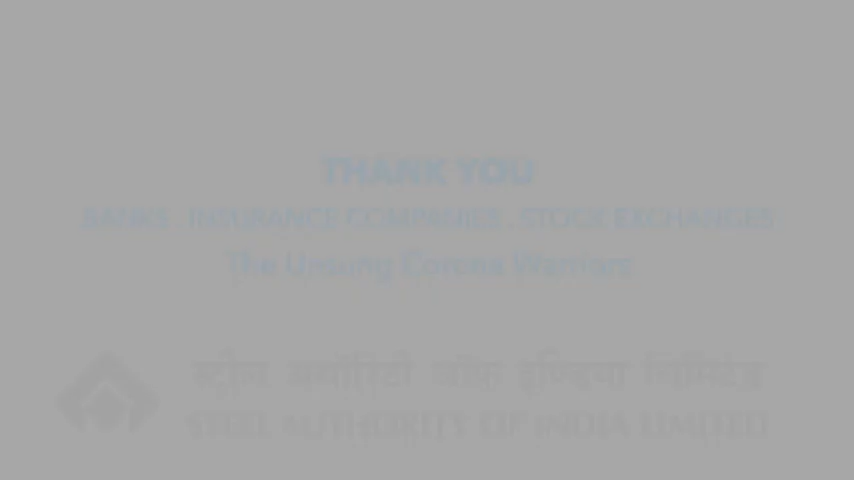 THANK YOU
BANKS . INSURANCE COMPANIES . STOCK EXCHANGES
The Unsung Corona Warriors
स्टील अथॉरिटी ऑफ़ इण्डिया लिमिटेड
STEEL AUTHORITY OF INDIA LIMITED